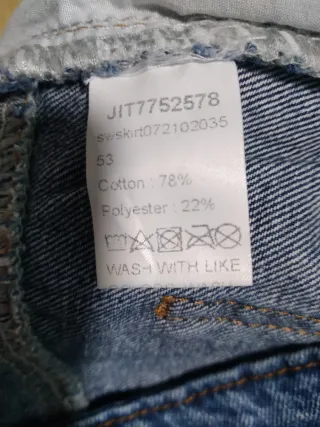 JIT7752578
swskirt072102035
53
Cotton : 78%
Polyester : 22%
WASH WITH LIKE